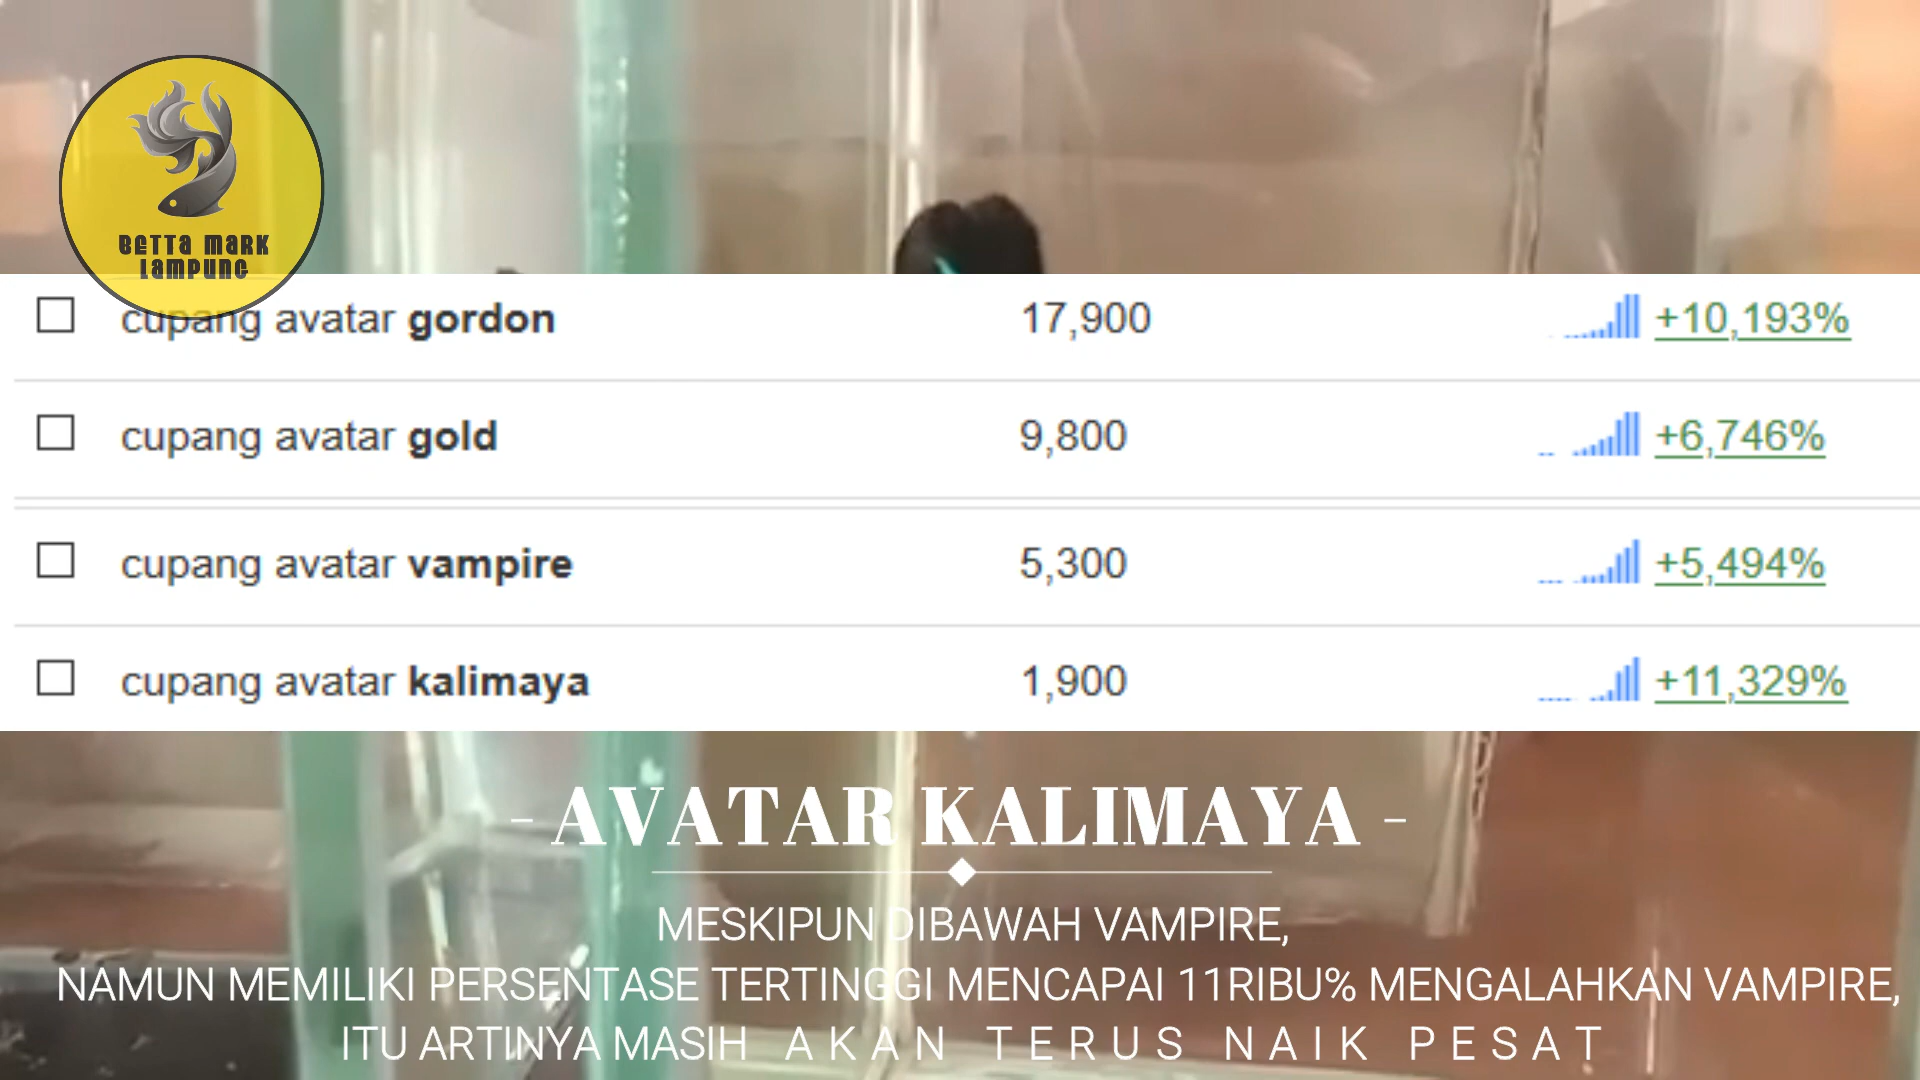 BETTA MARK
LAMPUNG
cupang avatar gordon 17,900 +10,193%
cupang avatar gold 9,800 +6,746%
cupang avatar vampire 5,300 +5,494%
cupang avatar kalimaya 1,900 +11,329%
- AVATAR KALIMAYA -
MESKIPUN DIBAWAH VAMPIRE,
NAMUN MEMILIKI PERSENTASE TERTINGGI MENCAPAI 11RIBU% MENGALAHKAN VAMPIRE,
ITU ARTINYA MASIH AKAN TERUS NAIK PESAT